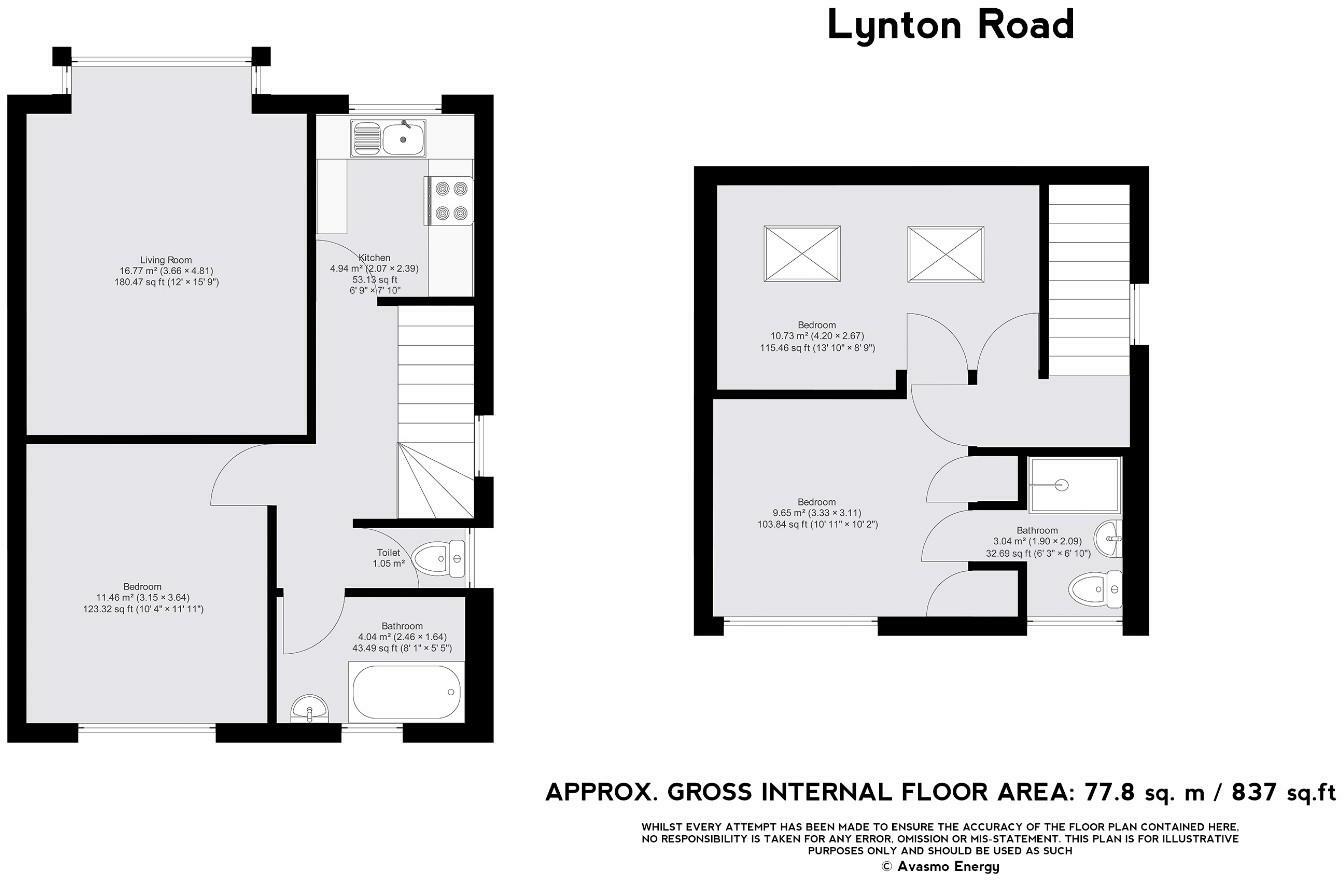 Lynton Road
Living Room
16.77 m² (3.66 × 4.81)
180.47 sq ft (12' × 15' 9")
Kitchen
4.94 m² (2.07 × 2.39)
53.13 sq ft
6' 9" × 7' 10"
Bedroom
10.73 m² (4.20 × 2.67)
115.46 sq ft (13' 10" × 8' 9")
Bedroom
9.65 m² (3.33 × 3.11)
103.84 sq ft (10' 11" × 10' 2")
Bathroom
3.04 m² (1.90 × 2.09)
32.69 sq ft (6' 3" × 6' 10")
Toilet
1.05 m²
Bedroom
11.46 m² (3.15 × 3.64)
123.32 sq ft (10' 4" × 11' 11")
Bathroom
4.04 m² (2.46 × 1.64)
43.49 sq ft (8' 1" × 5' 5")
APPROX. GROSS INTERNAL FLOOR AREA: 77.8 sq. m / 837 sq.ft
WHILST EVERY ATTEMPT HAS BEEN MADE TO ENSURE THE ACCURACY OF THE FLOOR PLAN CONTAINED HERE,
NO RESPONSIBILITY IS TAKEN FOR ANY ERROR, OMISSION OR MIS-STATEMENT. THIS PLAN IS FOR ILLUSTRATIVE
PURPOSES ONLY AND SHOULD BE USED AS SUCH
© Avasmo Energy